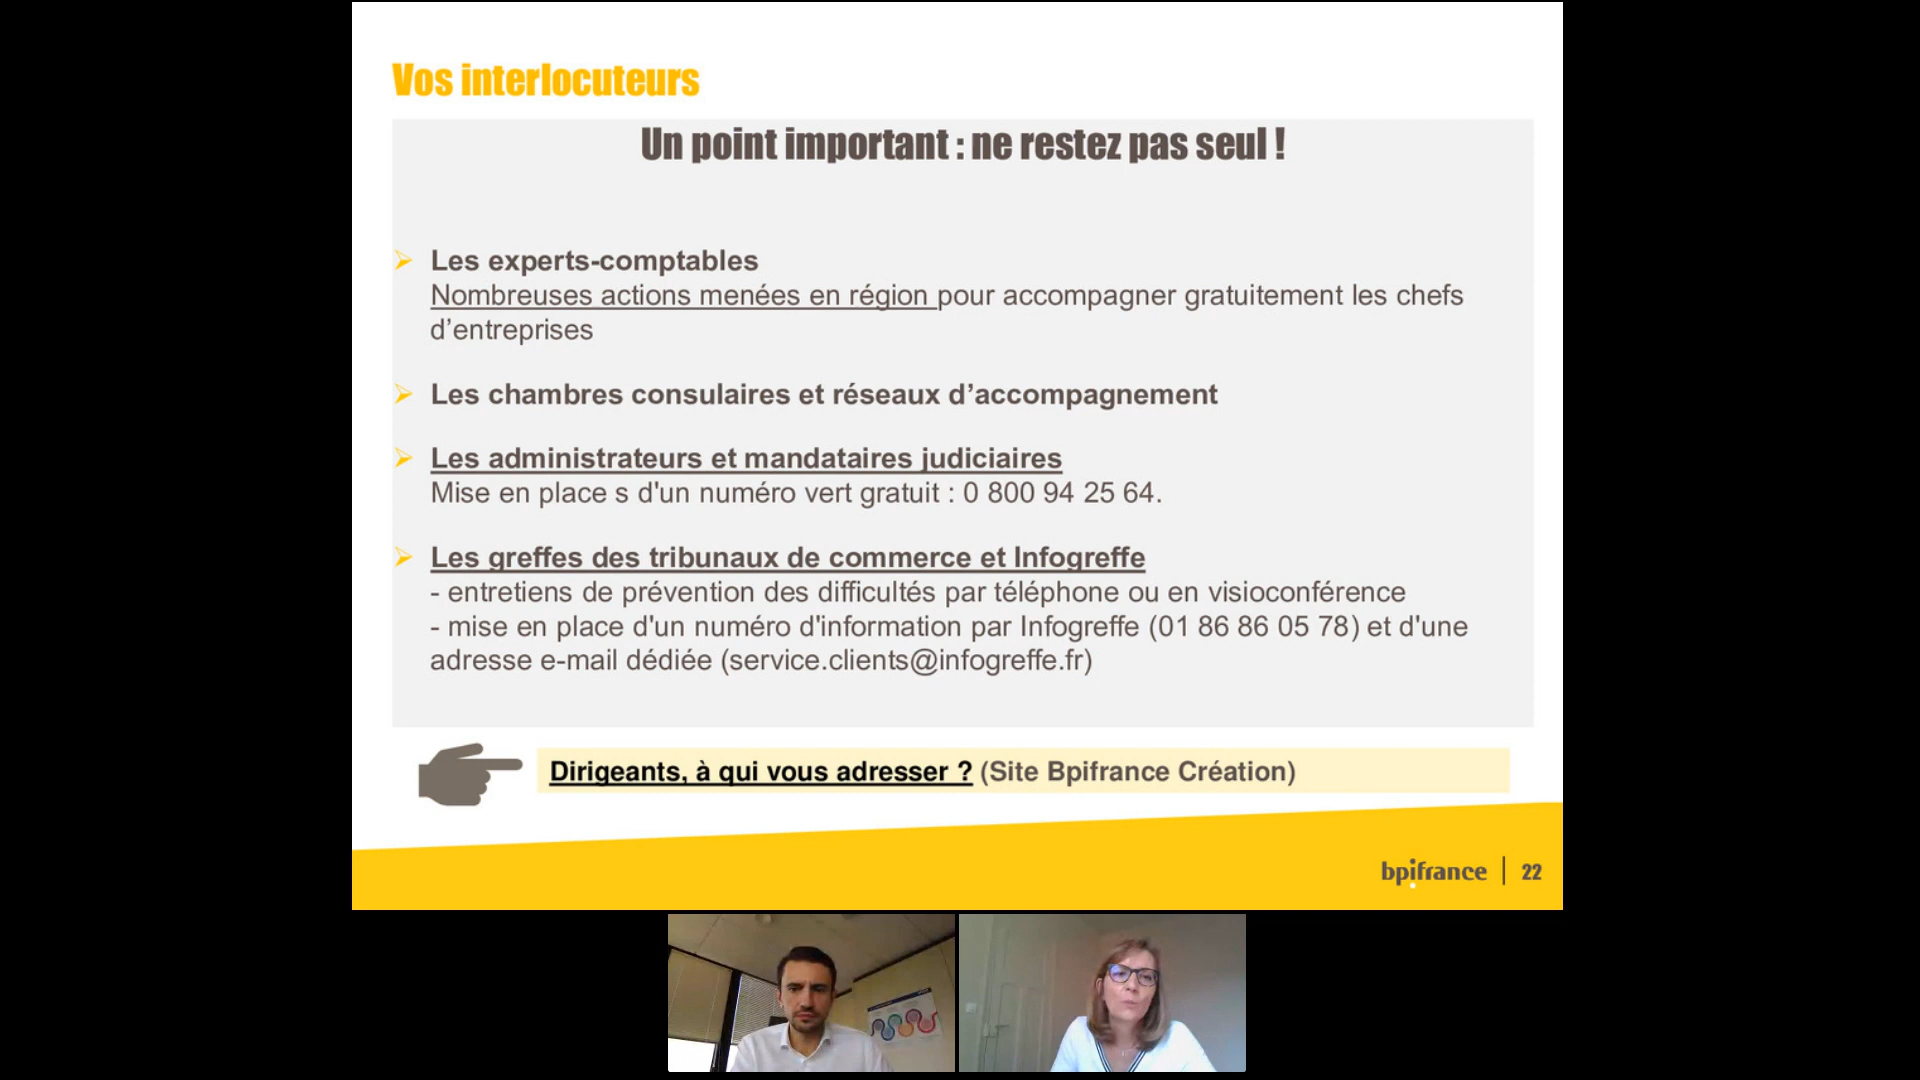 Vos interlocuteurs
Un point important : ne restez pas seul !
Les experts-comptables
Nombreuses actions menées en région pour accompagner gratuitement les chefs
d’entreprises
Les chambres consulaires et réseaux d’accompagnement
Les administrateurs et mandataires judiciaires
Mise en place s d'un numéro vert gratuit : 0 800 94 25 64.
Les greffes des tribunaux de commerce et Infogreffe
- entretiens de prévention des difficultés par téléphone ou en visioconférence
- mise en place d'un numéro d'information par Infogreffe (01 86 86 05 78) et d'une
adresse e-mail dédiée (service.clients@infogreffe.fr)
Dirigeants, à qui vous adresser ? (Site Bpifrance Création)
bpifrance | 22